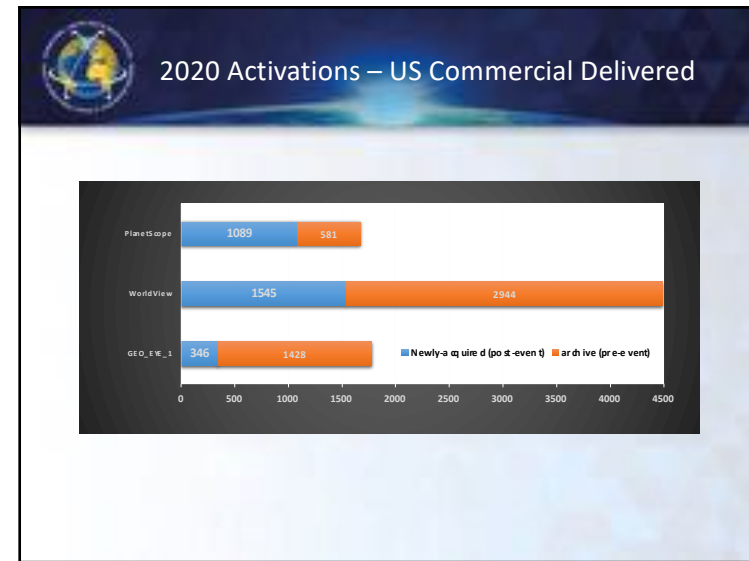 2020 Activations – US Commercial Delivered
PlanetScope 1089 581
WorldView 1545 2944
GEO_EYE_1 346 1428
Newly-acquired (post-event) archive (pre-event)
0 500 1000 1500 2000 2500 3000 3500 4000 4500